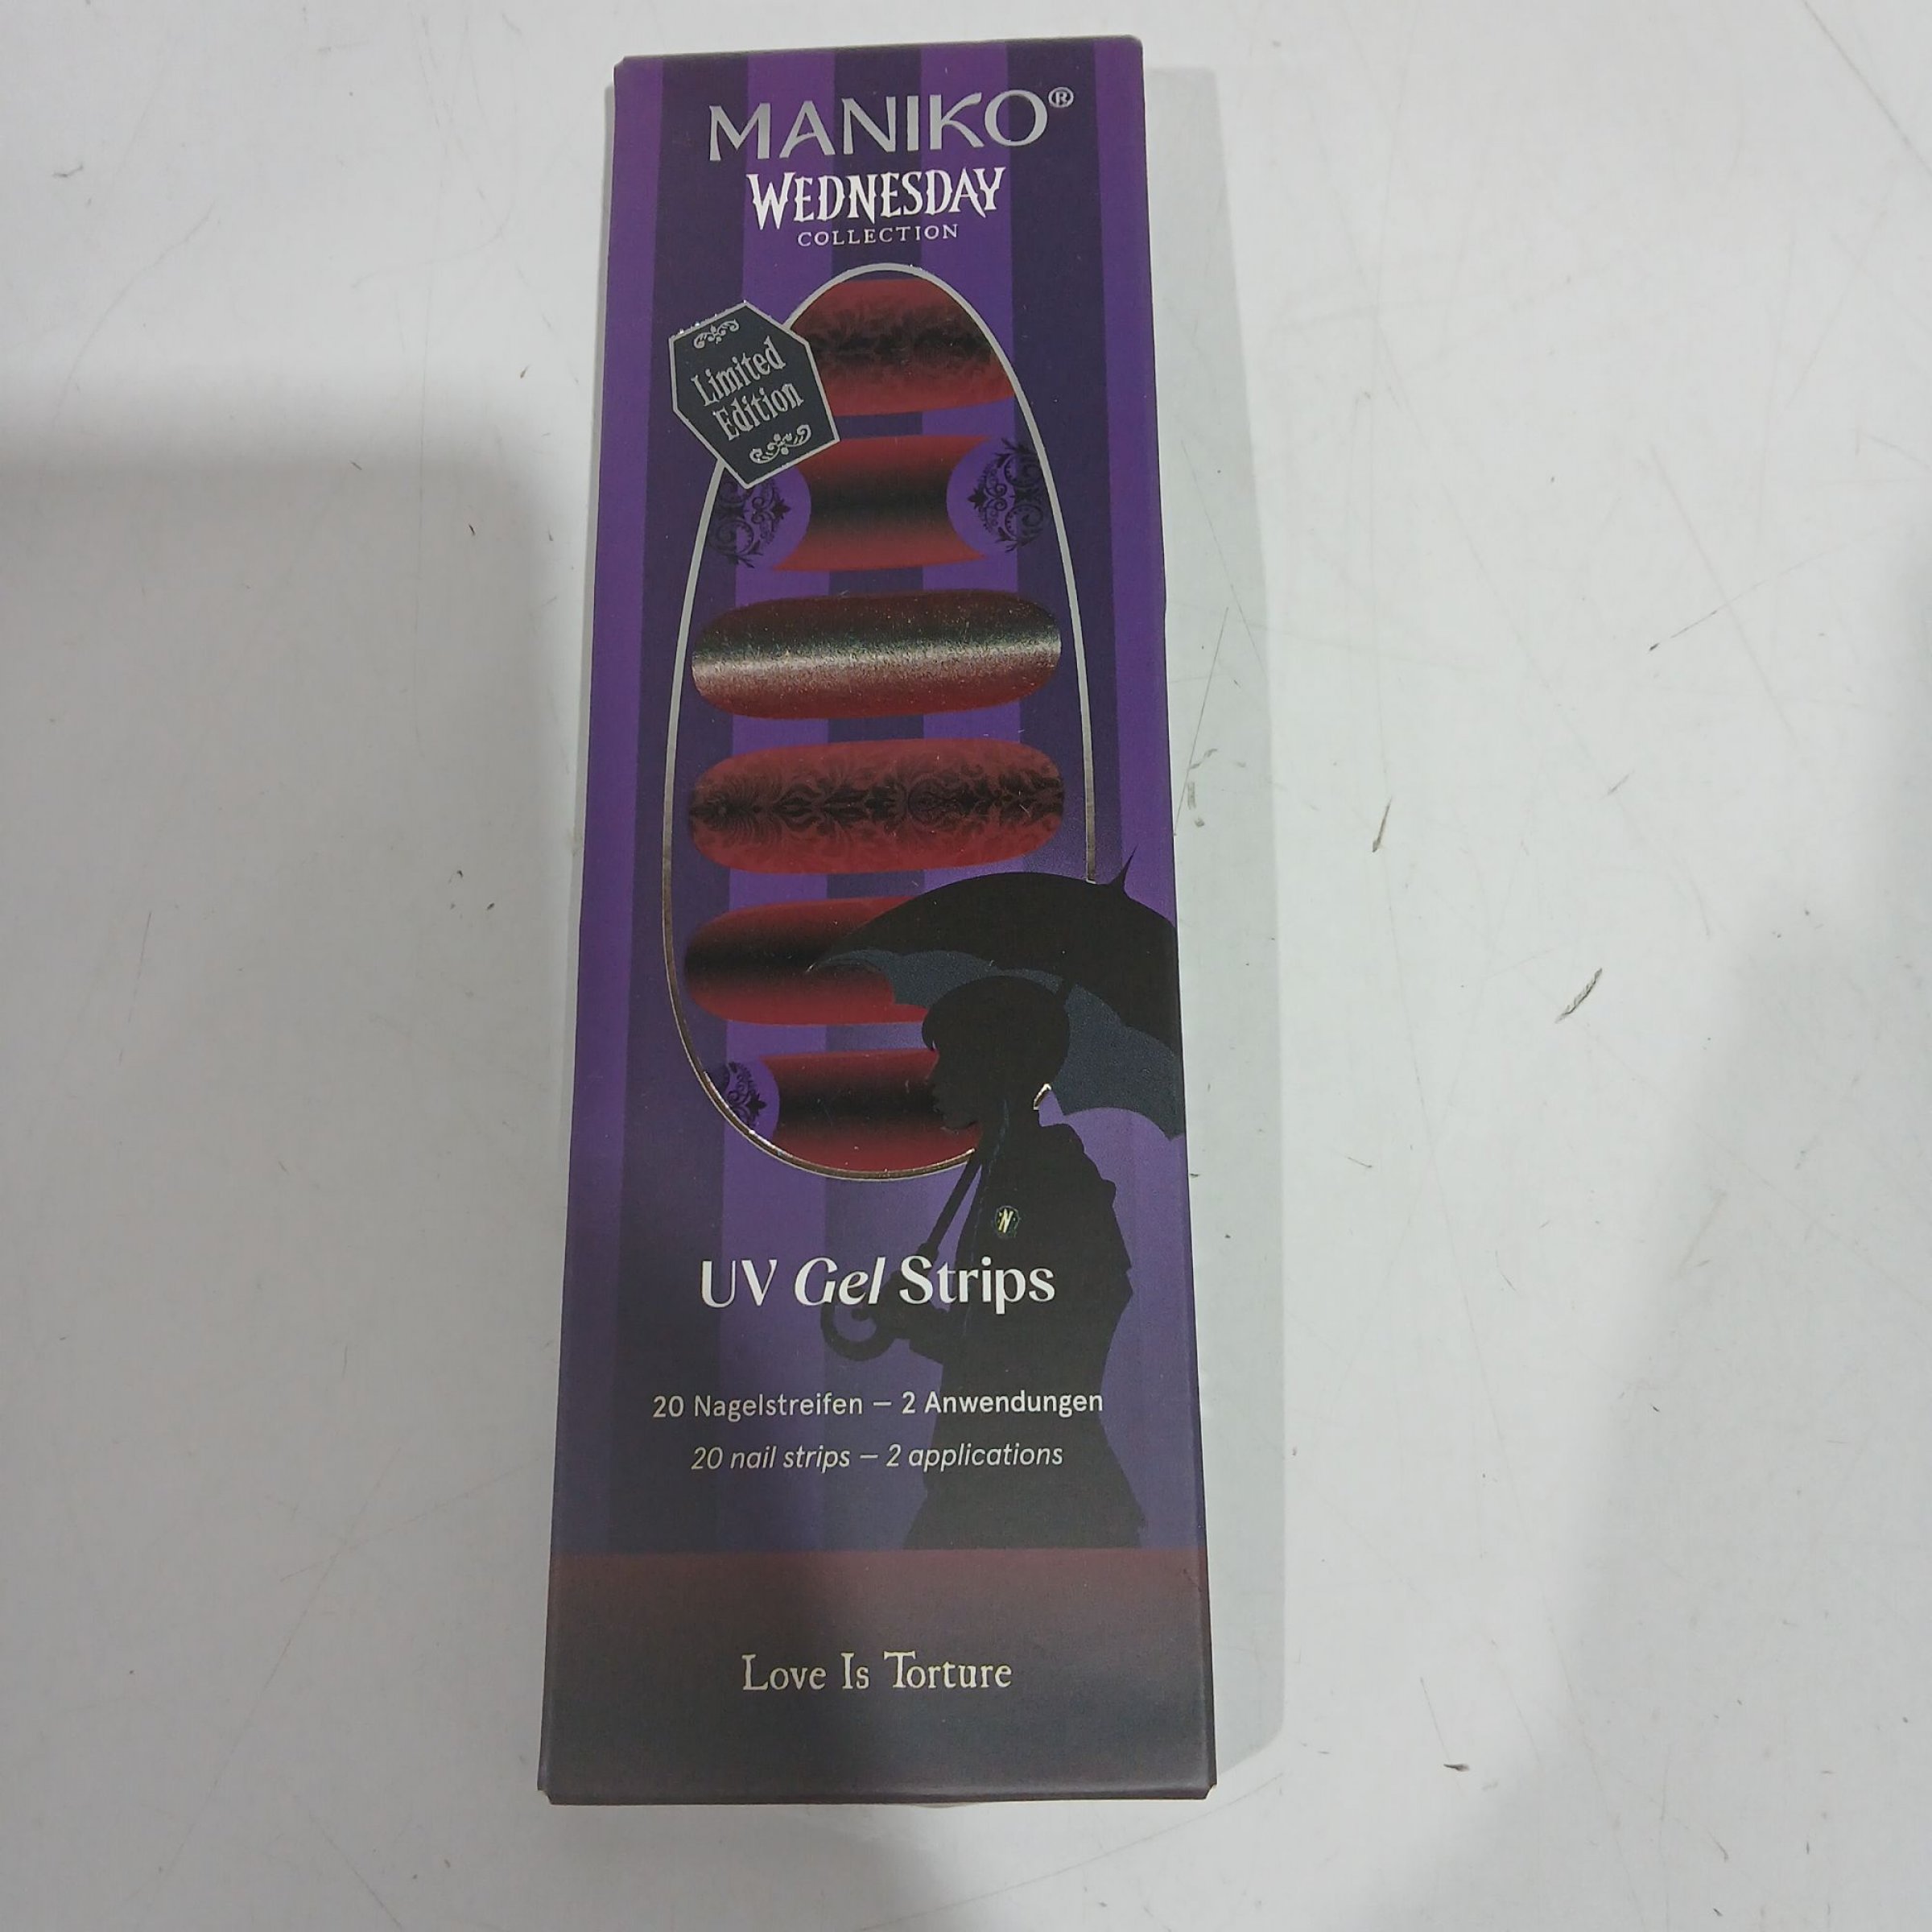 MANIKO®
WEDNESDAY
COLLECTION
Limited
Edition
N
UV Gel Strips
20 Nagelstreifen – 2 Anwendungen
20 nail strips – 2 applications
Love Is Torture